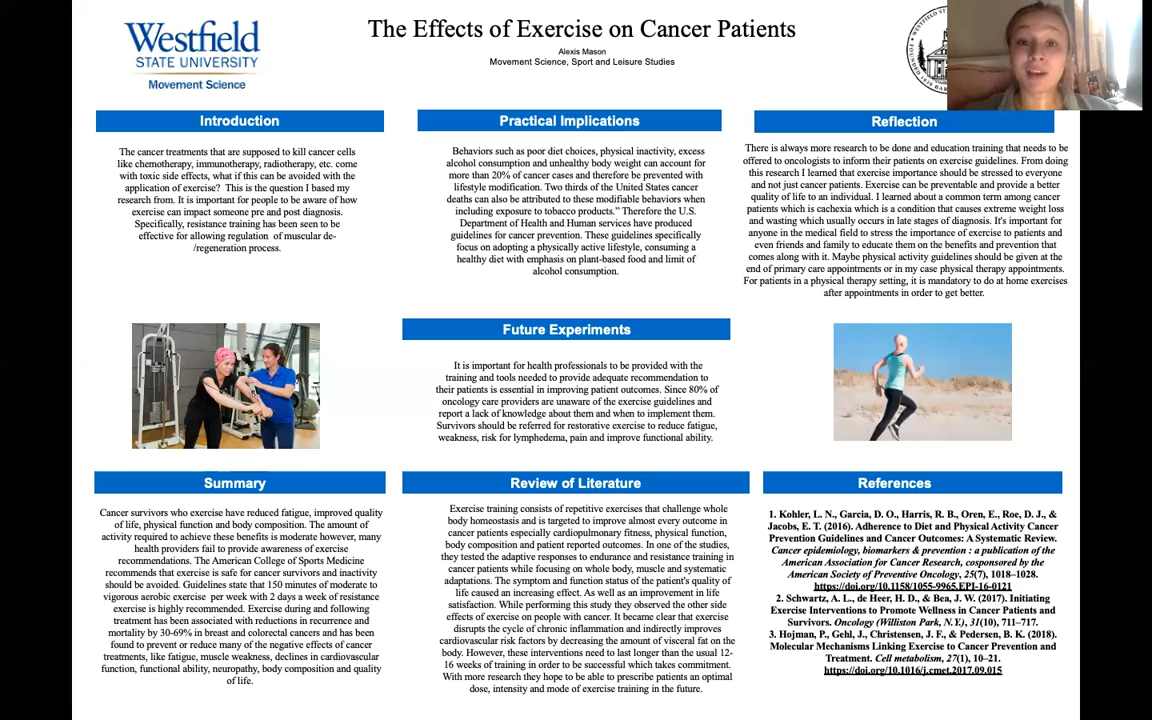 Westfield
STATE UNIVERSITY
Movement Science
The Effects of Exercise on Cancer Patients
Alexis Mason
Movement Science, Sport and Leisure Studies
Introduction
The cancer treatments that are supposed to kill cancer cells
like chemotherapy, immunotherapy, radiotherapy, etc. come
with toxic side effects, what if this can be avoided with the
application of exercise?  This is the question I based my
research from. It is important for people to be aware of how
exercise can impact someone pre and post diagnosis.
Specifically, resistance training has been seen to be
effective for allowing regulation  of muscular de-
/regeneration process.
Practical Implications
Behaviors such as poor diet choices, physical inactivity, excess
alcohol consumption and unhealthy body weight can account for
more than 20% of cancer cases and therefore be prevented with
lifestyle modification. Two thirds of the United States cancer
deaths can also be attributed to these modifiable behaviors when
including exposure to tobacco products.” Therefore the U.S.
Department of Health and Human services have produced
guidelines for cancer prevention. These guidelines specifically
focus on adopting a physically active lifestyle, consuming a
healthy diet with emphasis on plant-based food and limit of
alcohol consumption.
Reflection
There is always more research to be done and education training that needs to be
offered to oncologists to inform their patients on exercise guidelines. From doing
this research I learned that exercise importance should be stressed to everyone
and not just cancer patients. Exercise can be preventable and provide a better
quality of life to an individual. I learned about a common term among cancer
patients which is cachexia which is a condition that causes extreme weight loss
and wasting which usually occurs in late stages of diagnosis. It's important for
anyone in the medical field to stress the importance of exercise to patients and
even friends and family to educate them on the benefits and prevention that
comes along with it. Maybe physical activity guidelines should be given at the
end of primary care appointments or in my case physical therapy appointments.
For patients in a physical therapy setting, it is mandatory to do at home exercises
after appointments in order to get better.
Future Experiments
It is important for health professionals to be provided with the
training and tools needed to provide adequate recommendation to
their patients is essential in improving patient outcomes. Since 80% of
oncology care providers are unaware of the exercise guidelines and
report a lack of knowledge about them and when to implement them.
Survivors should be referred for restorative exercise to reduce fatigue,
weakness, risk for lymphedema, pain and improve functional ability.
Summary
Cancer survivors who exercise have reduced fatigue, improved quality
of life, physical function and body composition. The amount of
activity required to achieve these benefits is moderate however, many
health providers fail to provide awareness of exercise
recommendations. The American College of Sports Medicine
recommends that exercise is safe for cancer survivors and inactivity
should be avoided. Guidelines state that 150 minutes of moderate to
vigorous aerobic exercise  per week with 2 days a week of resistance
exercise is highly recommended. Exercise during and following
treatment has been associated with reductions in recurrence and
mortality by 30-69% in breast and colorectal cancers and has been
found to prevent or reduce many of the negative effects of cancer
treatments, like fatigue, muscle weakness, declines in cardiovascular
function, functional ability, neuropathy, body composition and quality
of life.
Review of Literature
Exercise training consists of repetitive exercises that challenge whole
body homeostasis and is targeted to improve almost every outcome in
cancer patients especially cardiopulmonary fitness, physical function,
body composition and patient reported outcomes. In one of the studies,
they tested the adaptive responses to endurance and resistance training in
cancer patients while focusing on whole body, muscle and systematic
adaptations. The symptom and function status of the patient's quality of
life caused an increasing effect. As well as an improvement in life
satisfaction. While performing this study they observed the other side
effects of exercise on people with cancer. It became clear that exercise
disrupts the cycle of chronic inflammation and indirectly improves
cardiovascular risk factors by decreasing the amount of visceral fat on the
body. However, these interventions need to last longer than the usual 12-
16 weeks of training in order to be successful which takes commitment.
With more research they hope to be able to prescribe patients an optimal
dose, intensity and mode of exercise training in the future.
References
1. Kohler, L. N., Garcia, D. O., Harris, R. B., Oren, E., Roe, D. J., &
Jacobs, E. T. (2016). Adherence to Diet and Physical Activity Cancer
Prevention Guidelines and Cancer Outcomes: A Systematic Review.
Cancer epidemiology, biomarkers & prevention : a publication of the
American Association for Cancer Research, cosponsored by the
American Society of Preventive Oncology, 25(7), 1018–1028.
https://doi.org/10.1158/1055-9965.EPI-16-0121
2. Schwartz, A. L., de Heer, H. D., & Bea, J. W. (2017). Initiating
Exercise Interventions to Promote Wellness in Cancer Patients and
Survivors. Oncology (Williston Park, N.Y.), 31(10), 711–717.
3. Hojman, P., Gehl, J., Christensen, J. F., & Pedersen, B. K. (2018).
Molecular Mechanisms Linking Exercise to Cancer Prevention and
Treatment. Cell metabolism, 27(1), 10–21.
https://doi.org/10.1016/j.cmet.2017.09.015